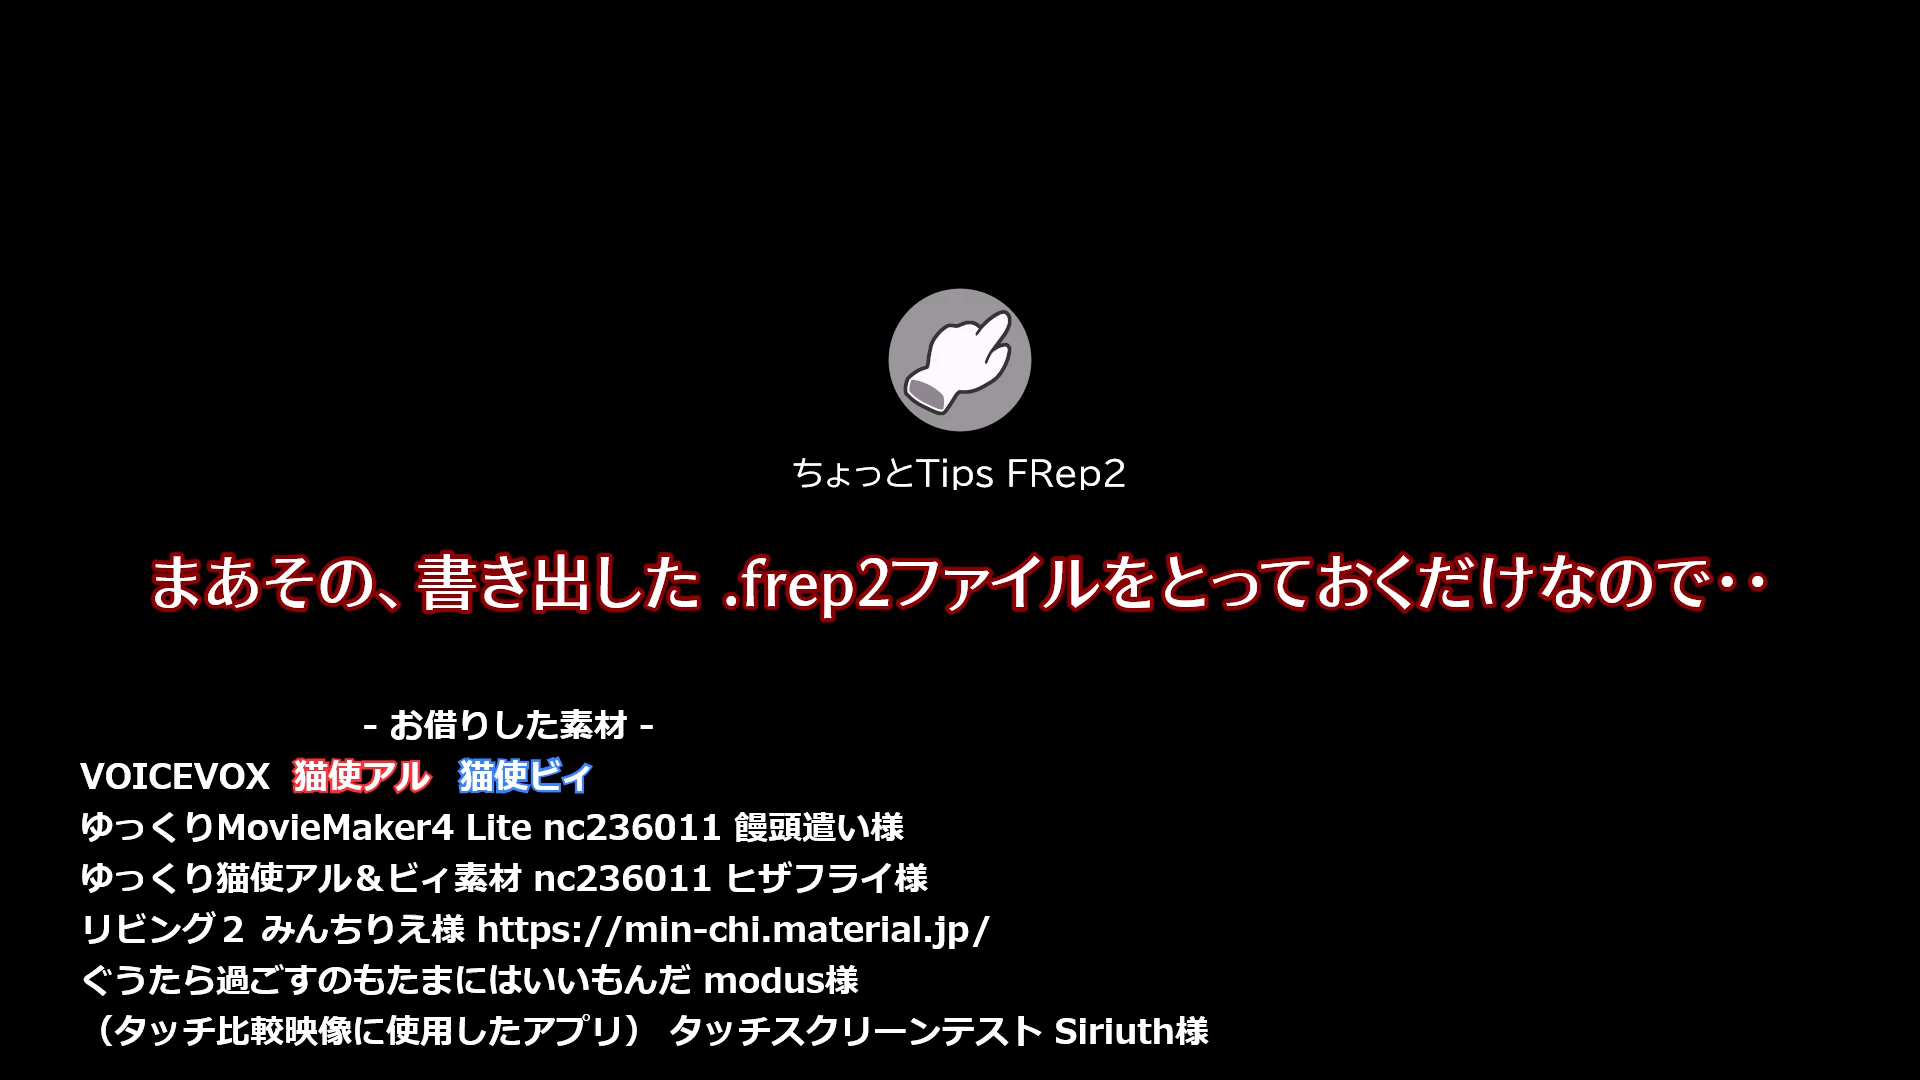 ちょっとTips FRep2
まあその、書き出した .frep2ファイルをとっておくだけなので‥
- お借りした素材 -
VOICEVOX 猫使アル 猫使ビィ
ゆっくりMovieMaker4 Lite nc236011 饅頭遣い様
ゆっくり猫使アル＆ビィ素材 nc236011 ヒザフライ様
リビング２ みんちりえ様 https://min-chi.material.jp/
ぐうたら過ごすのもたまにはいいもんだ modus様
（タッチ比較映像に使用したアプリ） タッチスクリーンテスト Siriuth様